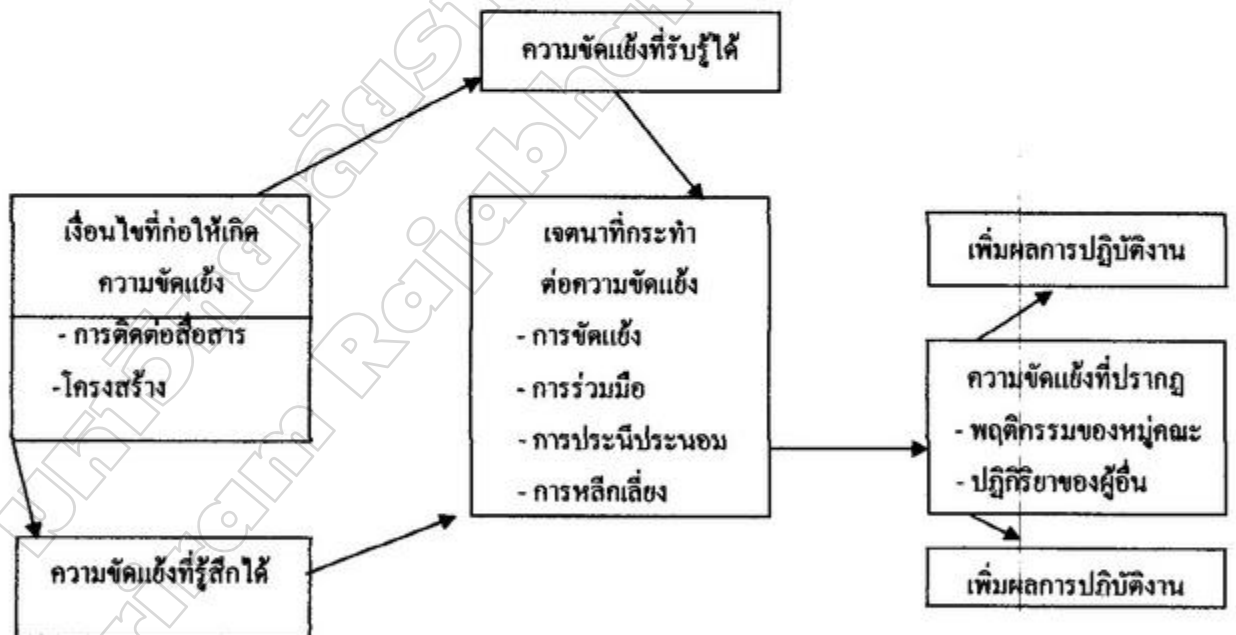 ความขัดแย้งที่รับรู้ได้
เงื่อนไขที่ก่อให้เกิด
ความขัดแย้ง
- การติดต่อสื่อสาร
-โครงสร้าง
เจตนาที่กระทำ
ต่อความขัดแย้ง
- การขัดแย้ง
- การร่วมมือ
- การประนีประนอม
- การหลีกเลี่ยง
เพิ่มผลการปฏิบัติงาน
ความขัดแย้งที่ปรากฏ
- พฤติกรรมของหมู่คณะ
- ปฏิกิริยาของผู้อื่น
ความขัดแย้งที่รู้สึกได้
เพิ่มผลการปฏิบัติงาน